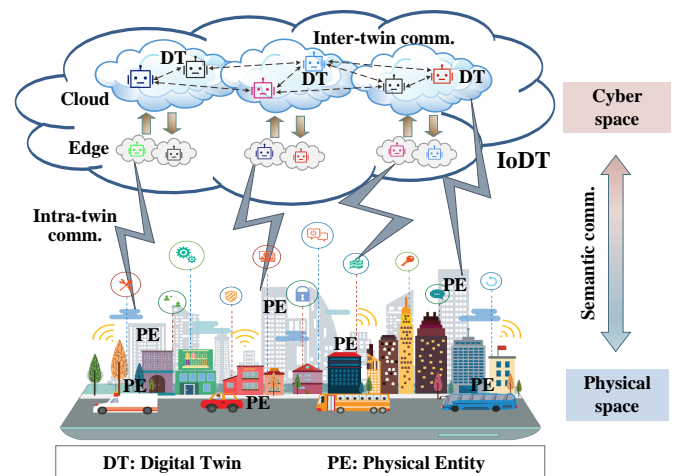 Inter-twin comm.
DT
DT
DT
Cloud
Cyber
space
Edge
IoDT
Intra-twin
comm.
Semantic comm.
PE
PE
PE
PE
PE
PE
Physical
space
DT: Digital Twin
PE: Physical Entity